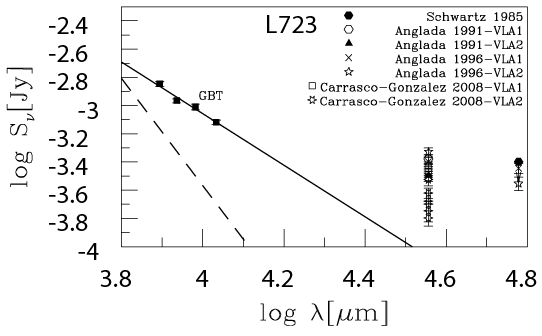 L723
Schwartz 1985
Anglada 1991-VLA1
Anglada 1991-VLA2
Anglada 1996-VLA1
Anglada 1996-VLA2
Carrasco-Gonzalez 2008-VLA1
Carrasco-Gonzalez 2008-VLA2
GBT
log Sν[Jy]
-2.4
-2.6
-2.8
-3
-3.2
-3.4
-3.6
-3.8
-4
3.8 4 4.2 4.4 4.6 4.8
log λ[μm]